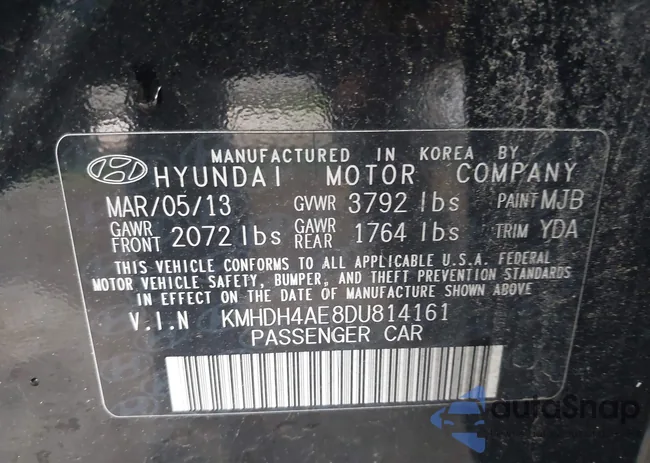 MANUFACTURED IN KOREA BY
HYUNDAI MOTOR COMPANY
MAR/05/13 GVWR 3792 lbs PAINT MJB
GAWR FRONT 2072 lbs GAWR REAR 1764 lbs TRIM YDA
THIS VEHICLE CONFORMS TO ALL APPLICABLE U.S.A. FEDERAL
MOTOR VEHICLE SAFETY, BUMPER, AND THEFT PREVENTION STANDARDS
IN EFFECT ON THE DATE OF MANUFACTURE SHOWN ABOVE
V.I.N KMHDH4AE8DU814161
PASSENGER CAR
autoSnap